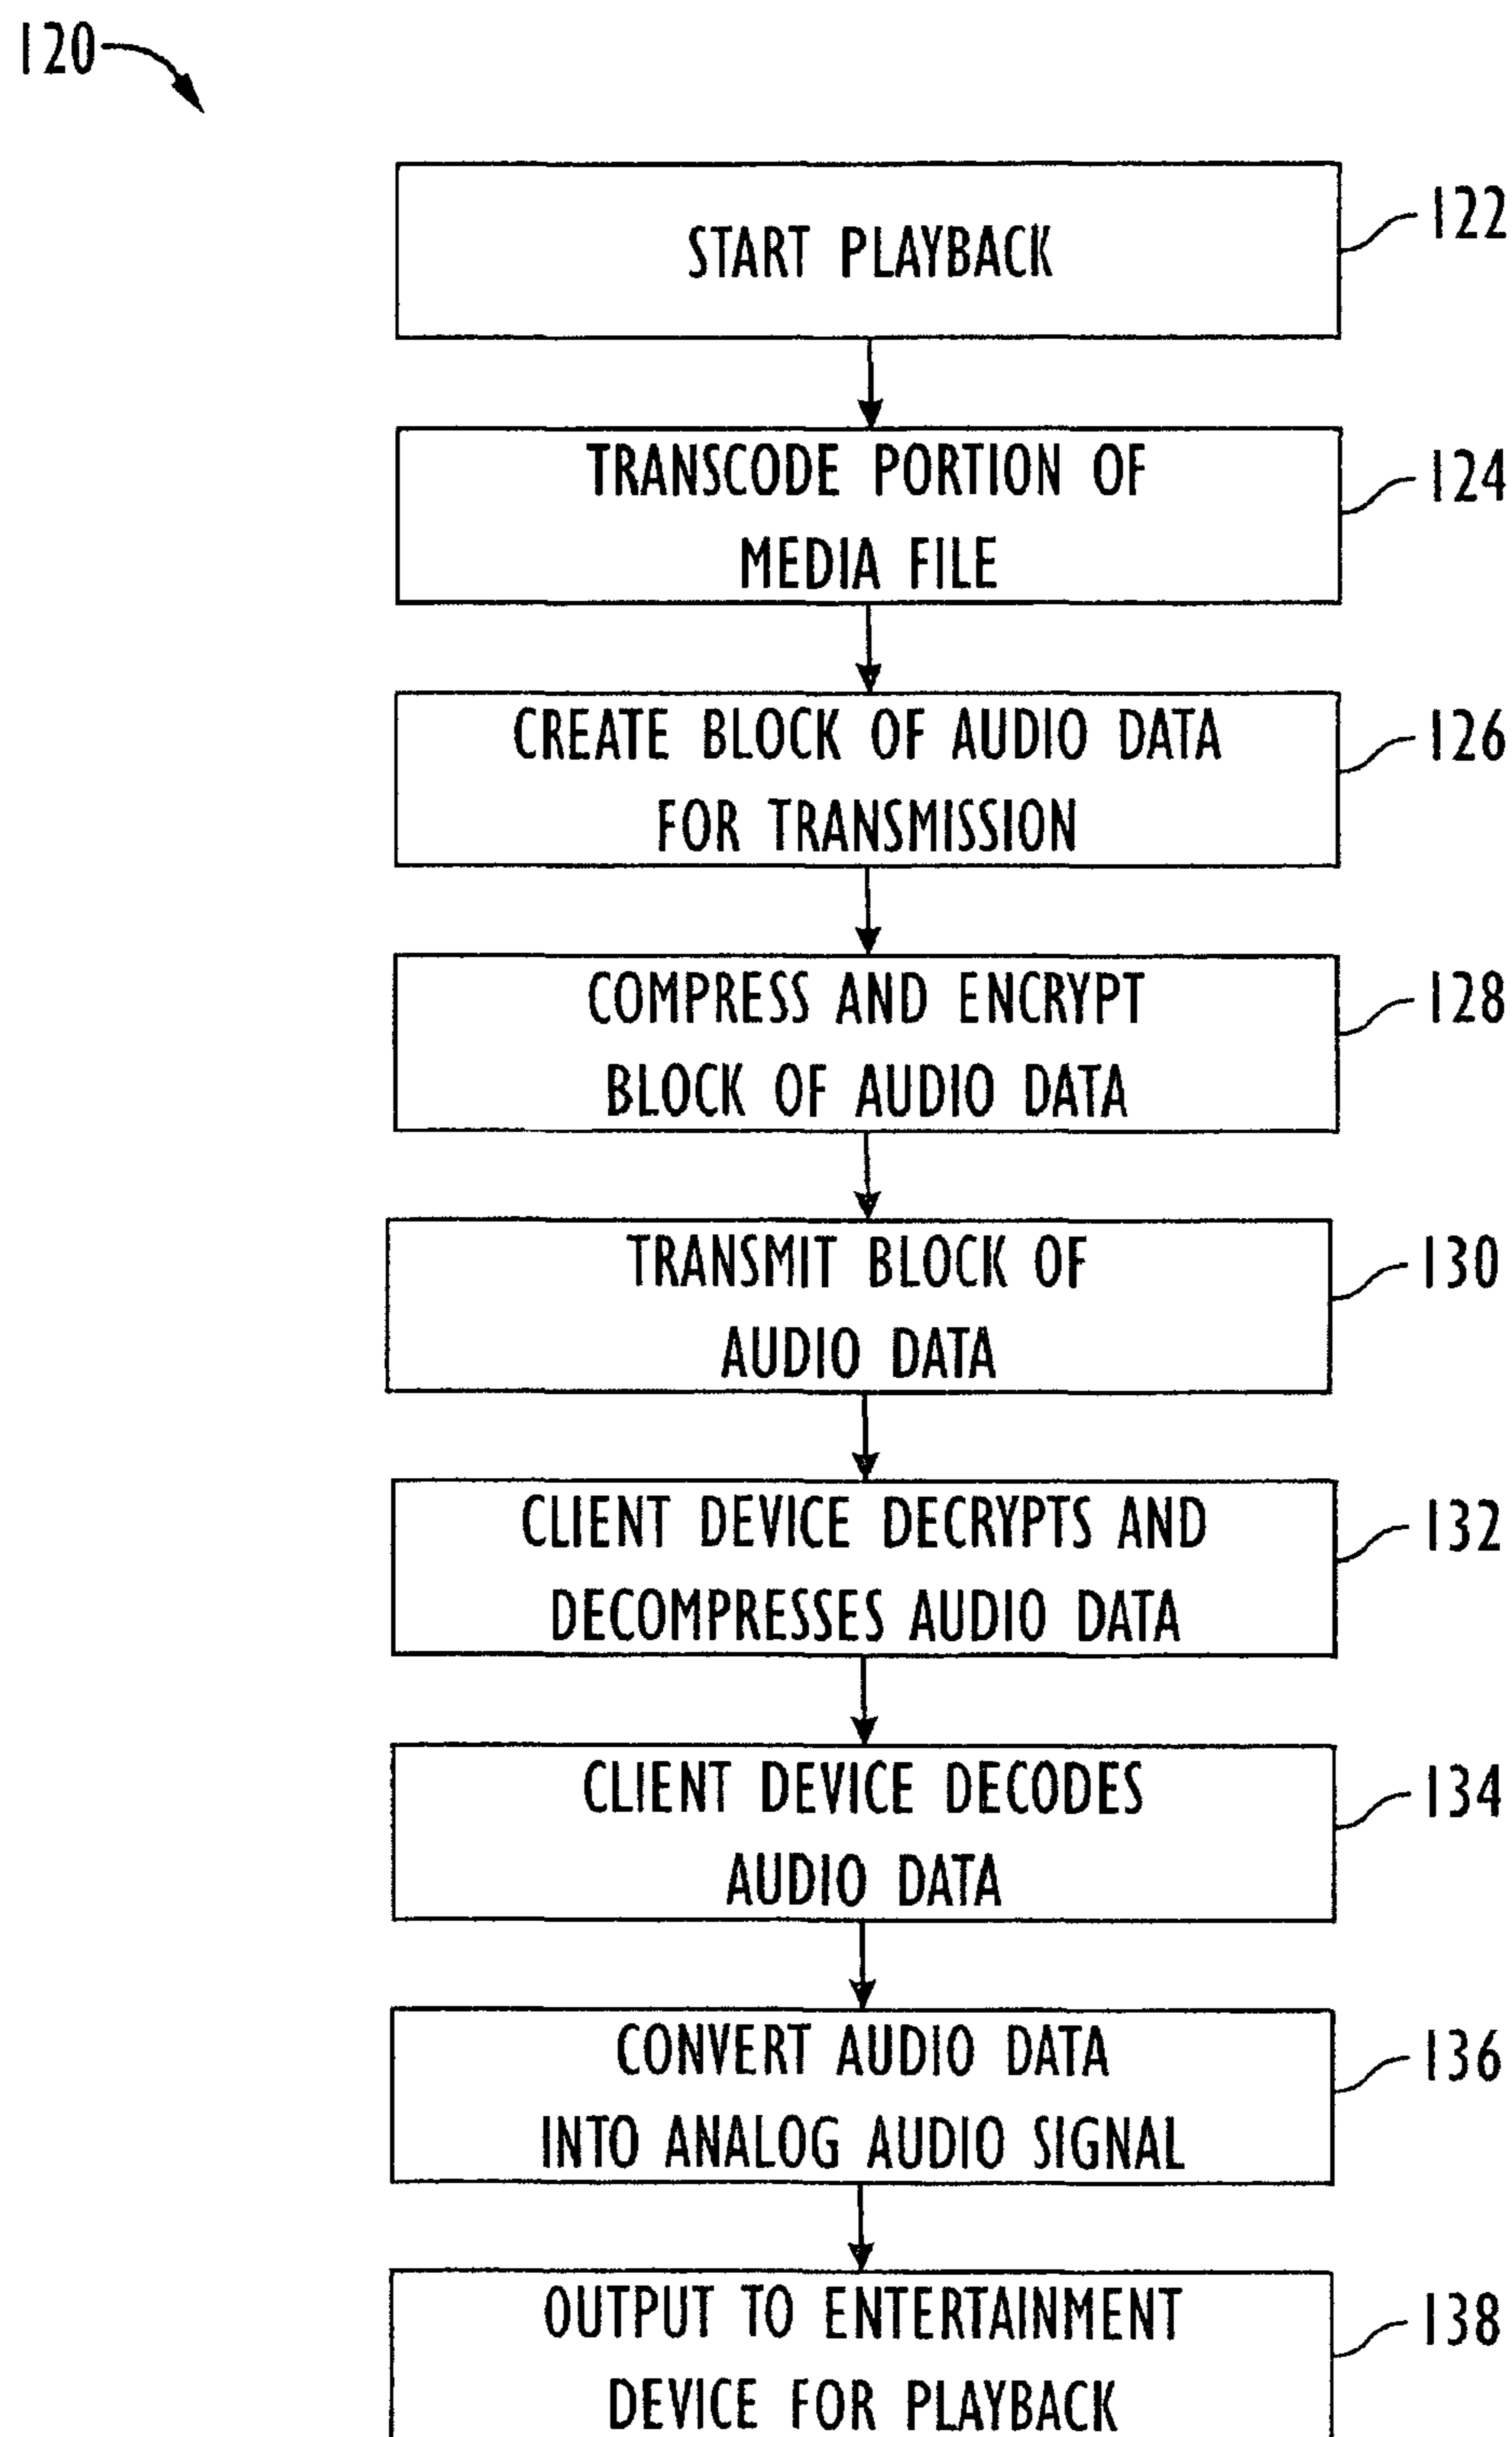 120
START PLAYBACK
122
TRANSCODE PORTION OF
MEDIA FILE
124
CREATE BLOCK OF AUDIO DATA
FOR TRANSMISSION
126
COMPRESS AND ENCRYPT
BLOCK OF AUDIO DATA
128
TRANSMIT BLOCK OF
AUDIO DATA
130
CLIENT DEVICE DECRYPTS AND
DECOMPRESSES AUDIO DATA
132
CLIENT DEVICE DECODES
AUDIO DATA
134
CONVERT AUDIO DATA
INTO ANALOG AUDIO SIGNAL
136
OUTPUT TO ENTERTAINMENT
DEVICE FOR PLAYBACK
138